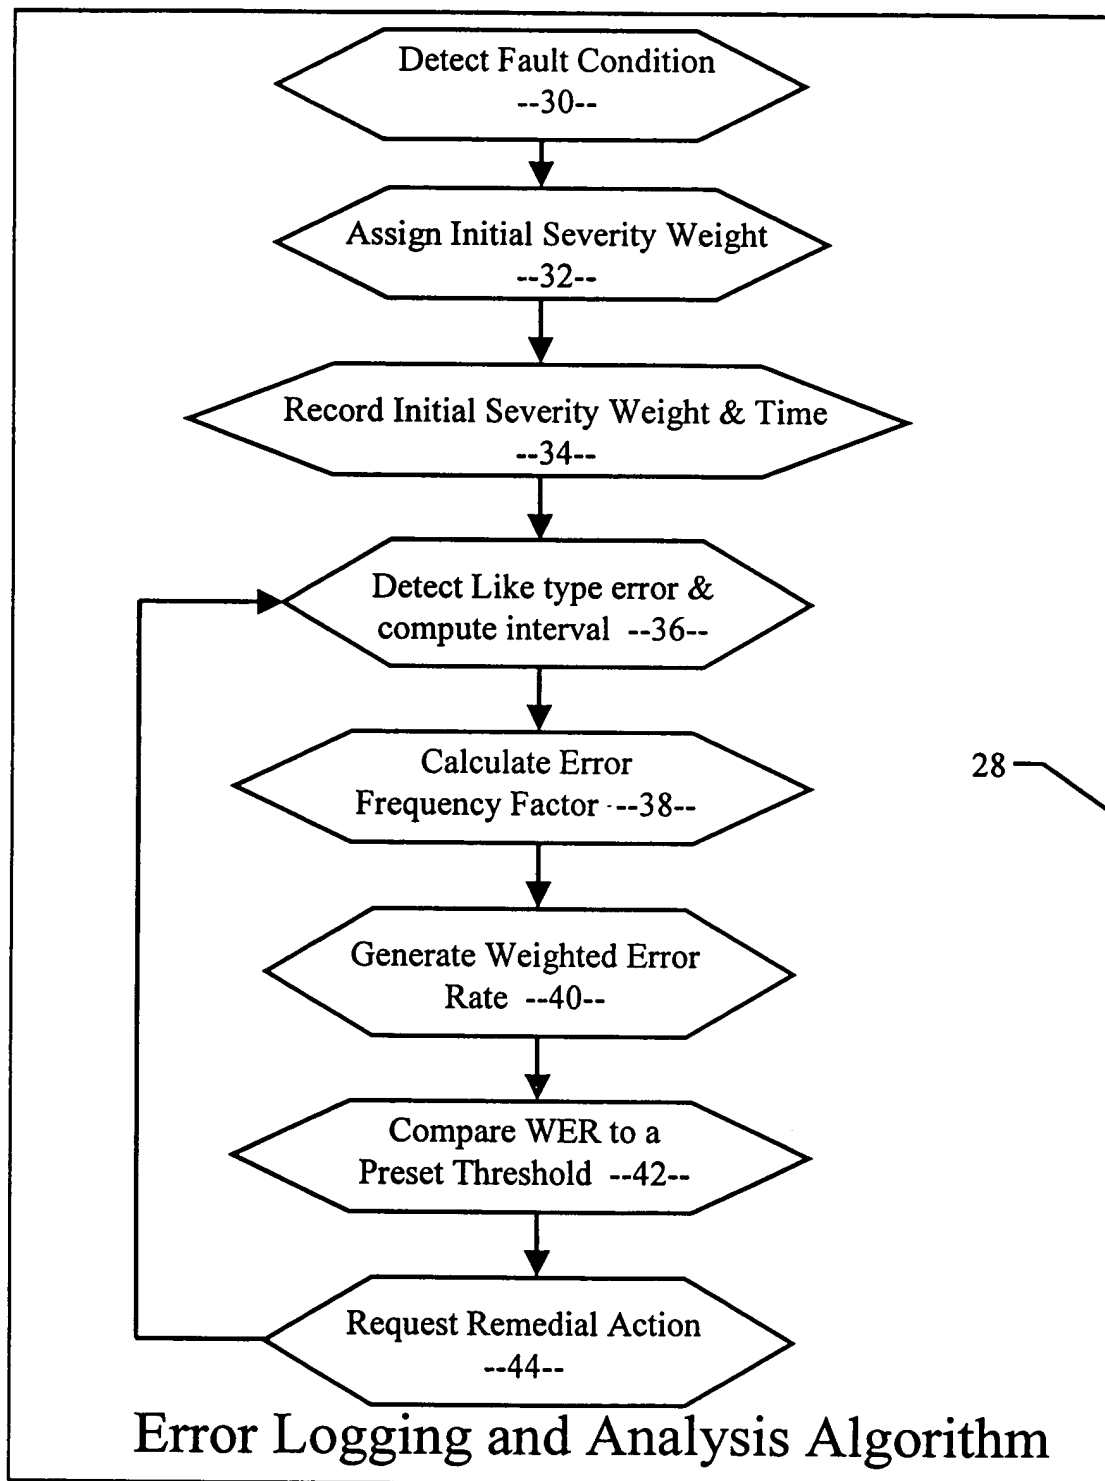 Detect Fault Condition
--30--
Assign Initial Severity Weight
--32--
Record Initial Severity Weight & Time
--34--
Detect Like type error &
compute interval --36--
Calculate Error
Frequency Factor --38--
28
Generate Weighted Error
Rate --40--
Compare WER to a
Preset Threshold --42--
Request Remedial Action
--44--
Error Logging and Analysis Algorithm